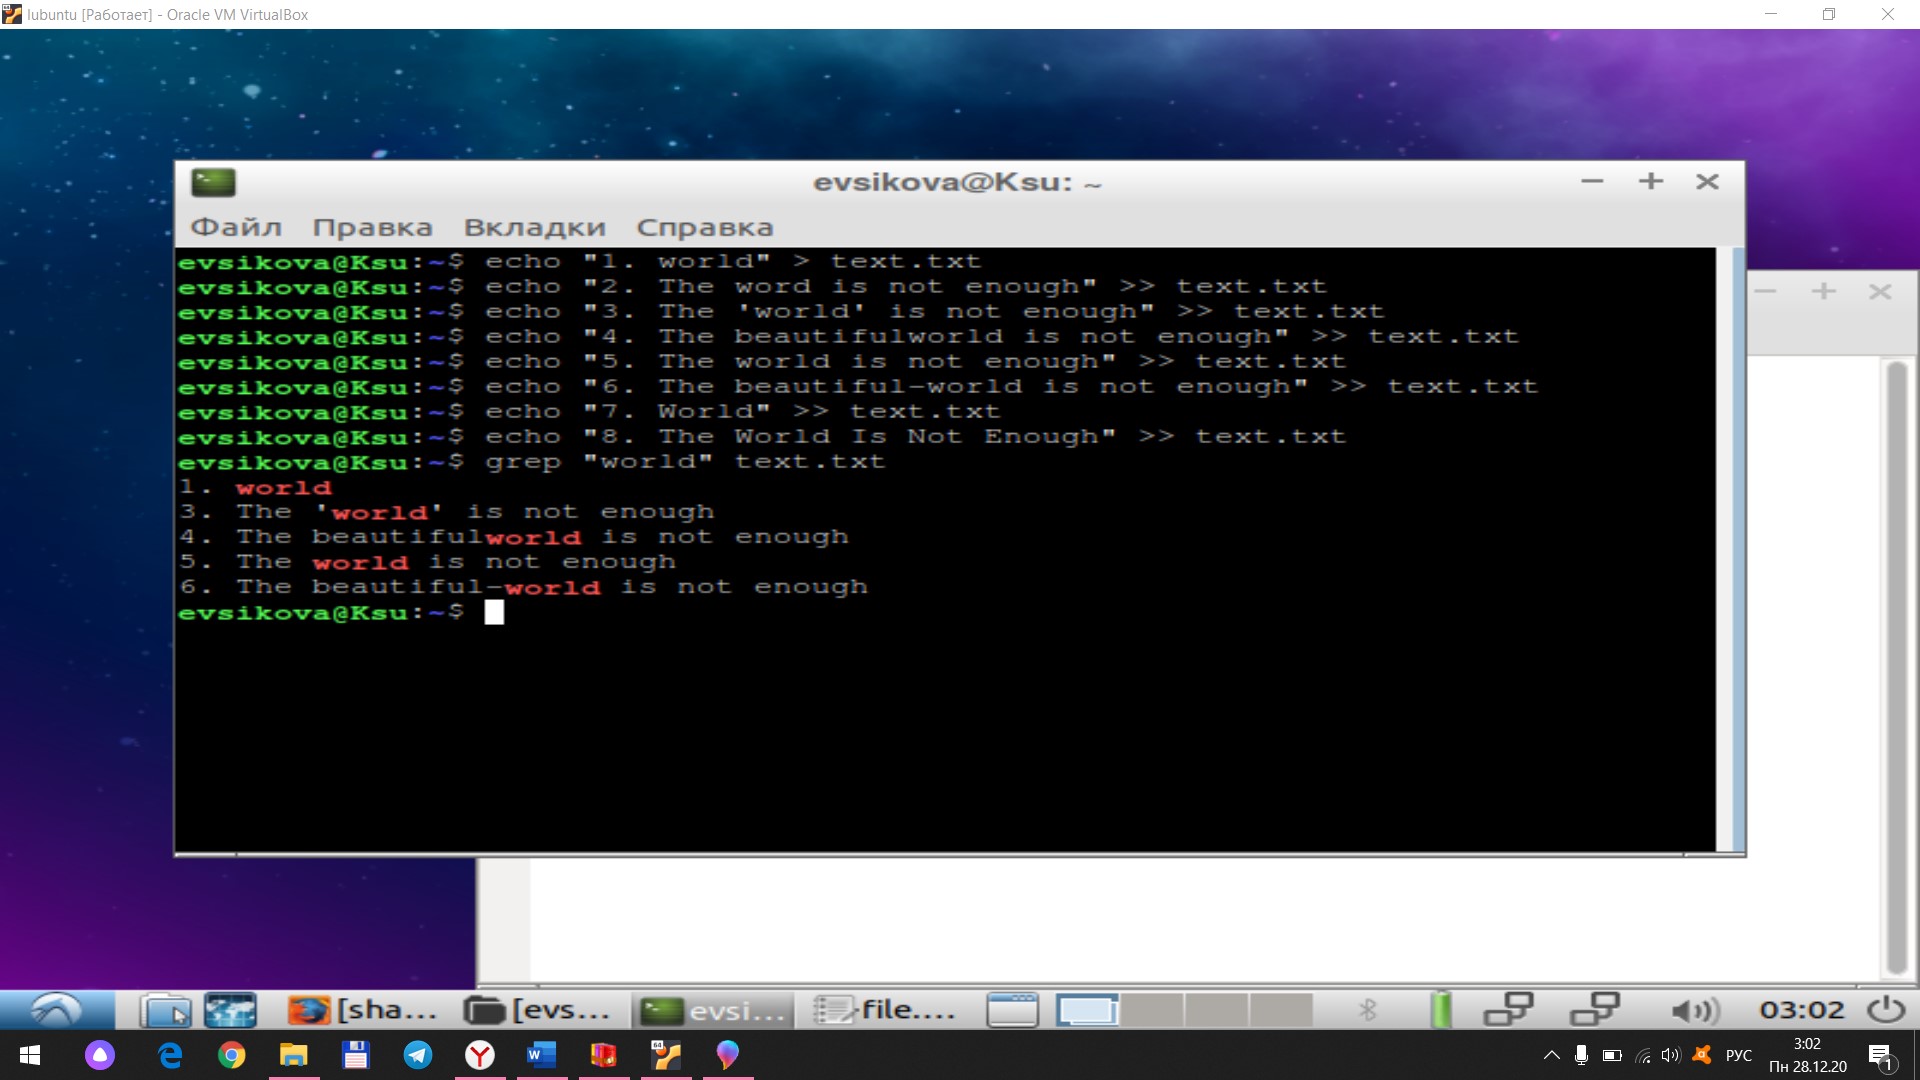 lubuntu [Работает] - Oracle VM VirtualBox
evsikova@Ksu: ~
Файл Правка Вкладки Справка
evsikova@Ksu:~$ echo "1. world" > text.txt
evsikova@Ksu:~$ echo "2. The word is not enough" >> text.txt
evsikova@Ksu:~$ echo "3. The 'world' is not enough" >> text.txt
evsikova@Ksu:~$ echo "4. The beautifulworld is not enough" >> text.txt
evsikova@Ksu:~$ echo "5. The world is not enough" >> text.txt
evsikova@Ksu:~$ echo "6. The beautiful-world is not enough" >> text.txt
evsikova@Ksu:~$ echo "7. World" >> text.txt
evsikova@Ksu:~$ echo "8. The World Is Not Enough" >> text.txt
evsikova@Ksu:~$ grep "world" text.txt
1. world
3. The 'world' is not enough
4. The beautifulworld is not enough
5. The world is not enough
6. The beautiful-world is not enough
evsikova@Ksu:~$
[sha... [evs... evsi... file.... 03:02
64
РУС 3:02
Пн 28.12.20 1